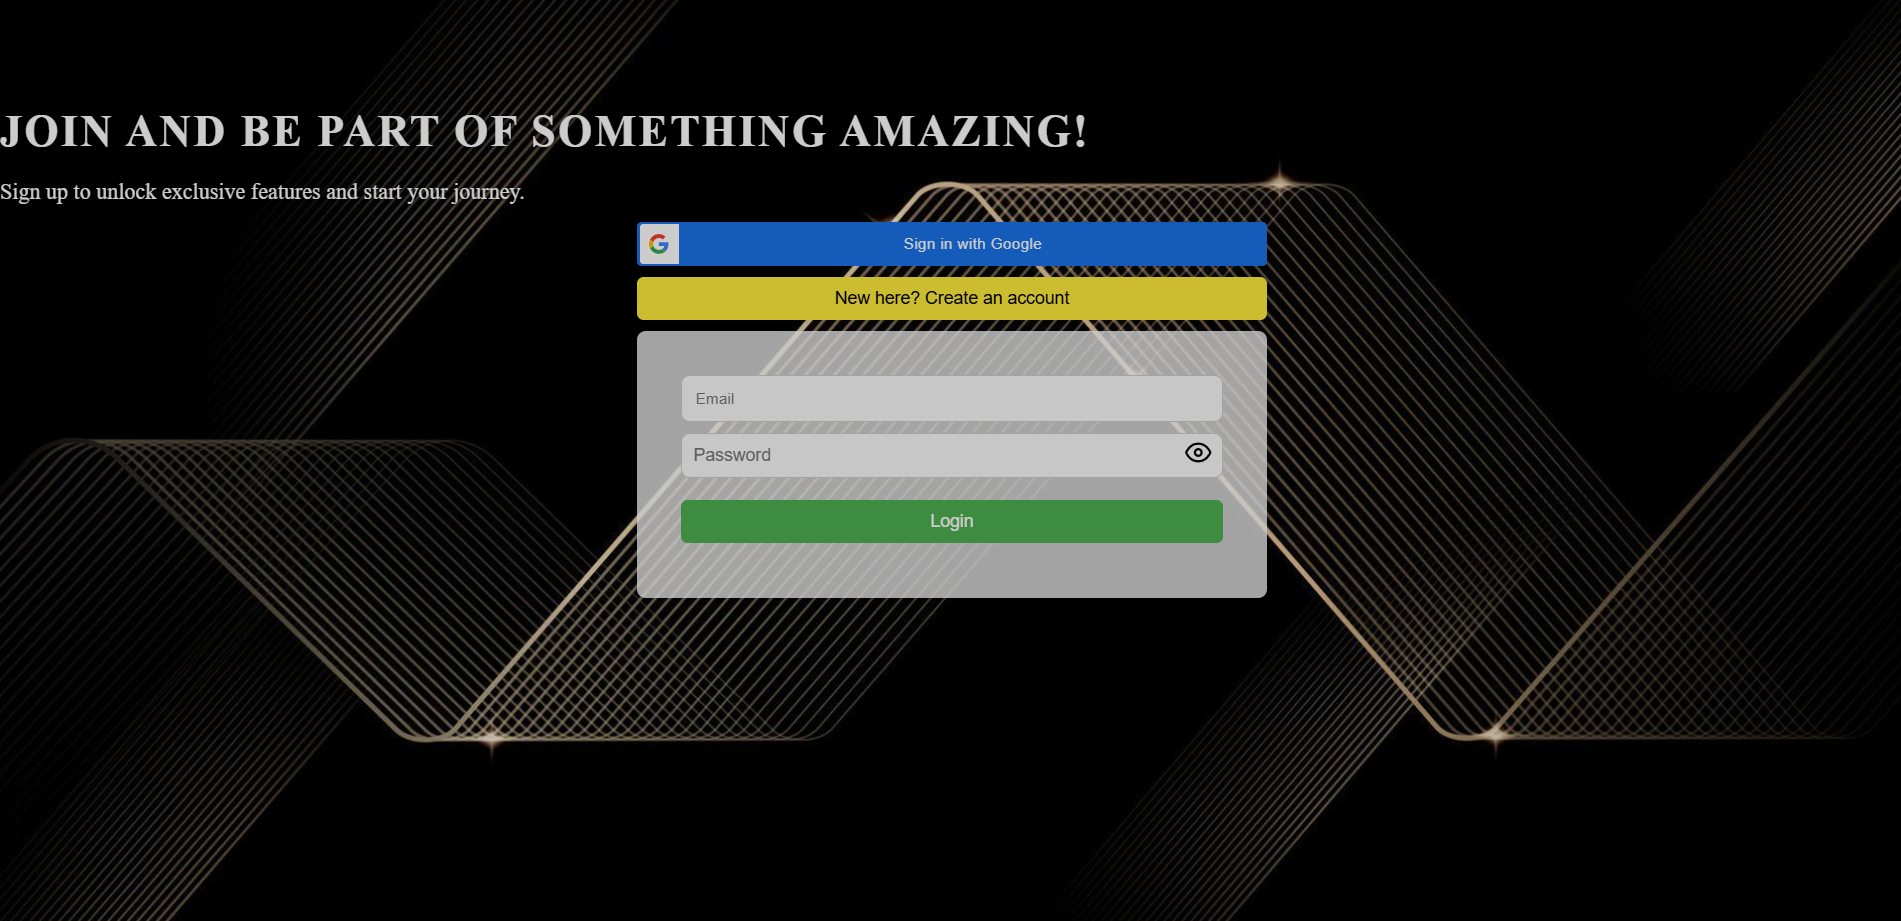 JOIN AND BE PART OF SOMETHING AMAZING!
Sign up to unlock exclusive features and start your journey.
Sign in with Google
New here? Create an account
Email
Password
Login